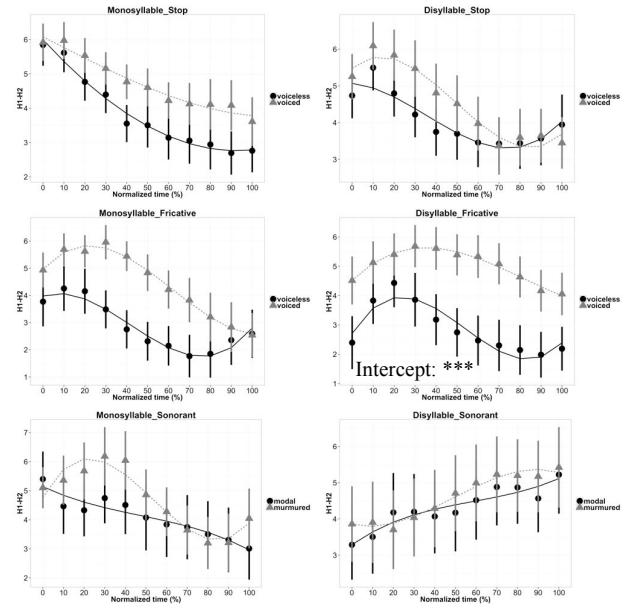 Monosyllable_Stop
H1-H2
6
5
4
3
2
0 10 20 30 40 50 60 70 80 90 100
Normalized time (%)
voiceless
voiced
Disyllable_Stop
H1-H2
6
5
4
3
0 10 20 30 40 50 60 70 80 90 100
Normalized time (%)
voiceless
voiced
Monosyllable_Fricative
H1-H2
6
5
4
3
2
1
0 10 20 30 40 50 60 70 80 90 100
Normalized time (%)
voiceless
voiced
Disyllable_Fricative
H1-H2
6
5
4
3
2
1
Intercept: ***
0 10 20 30 40 50 60 70 80 90 100
Normalized time (%)
voiceless
voiced
Monosyllable_Sonorant
H1-H2
7
6
5
4
3
2
0 10 20 30 40 50 60 70 80 90 100
Normalized time (%)
modal
murmured
Disyllable_Sonorant
H1-H2
7
6
5
4
3
0 10 20 30 40 50 60 70 80 90 100
Normalized time (%)
modal
murmured